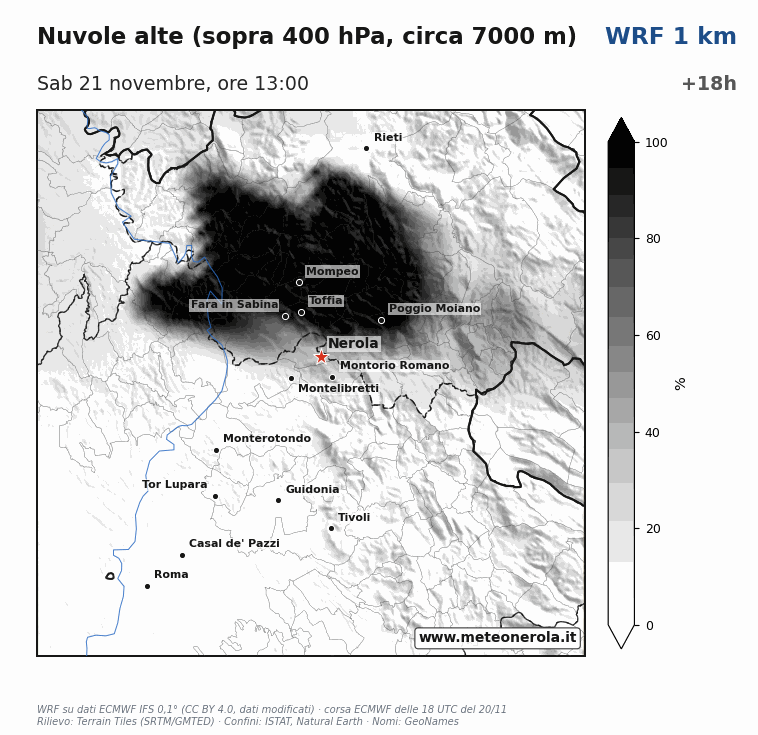 Nuvole alte (sopra 400 hPa, circa 7000 m) WRF 1 km
Sab 21 novembre, ore 13:00 +18h
Rieti
100
80
Mompeo
Toffia
Fara in Sabina
Poggio Moiano
60
Nerola
Montorio Romano
Montelibretti
%
40
Monterotondo
Tor Lupara
Guidonia
20
Tivoli
Casal de' Pazzi
Roma
0
www.meteonerola.it
WRF su dati ECMWF IFS 0,1° (CC BY 4.0, dati modificati) · corsa ECMWF delle 18 UTC del 20/11
Rilievo: Terrain Tiles (SRTM/GMTED) · Confini: ISTAT, Natural Earth · Nomi: GeoNames